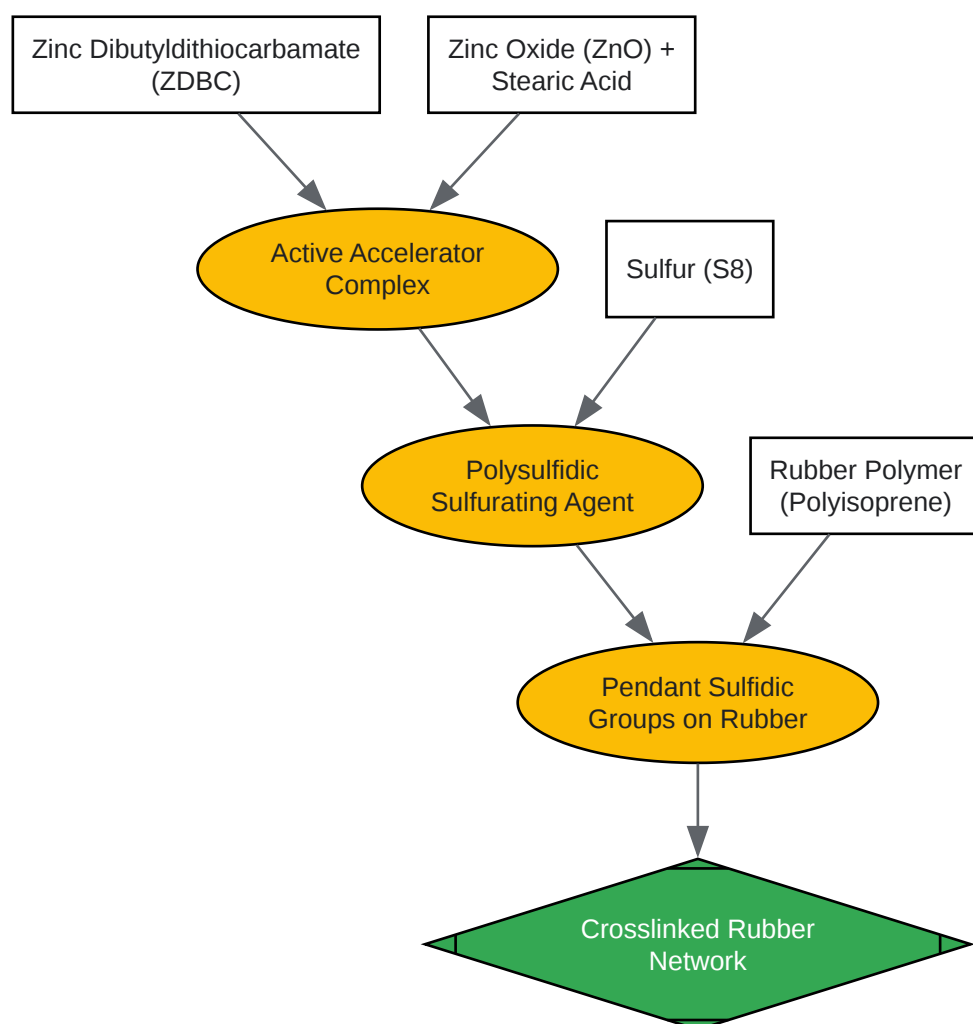 Zinc Dibutyldithiocarbamate
(ZDBC)
Zinc Oxide (ZnO) +
Stearic Acid
Active Accelerator
Complex
Sulfur (S8)
Polysulfidic
Sulfurating Agent
Rubber Polymer
(Polyisoprene)
Pendant Sulfidic
Groups on Rubber
Crosslinked Rubber
Network